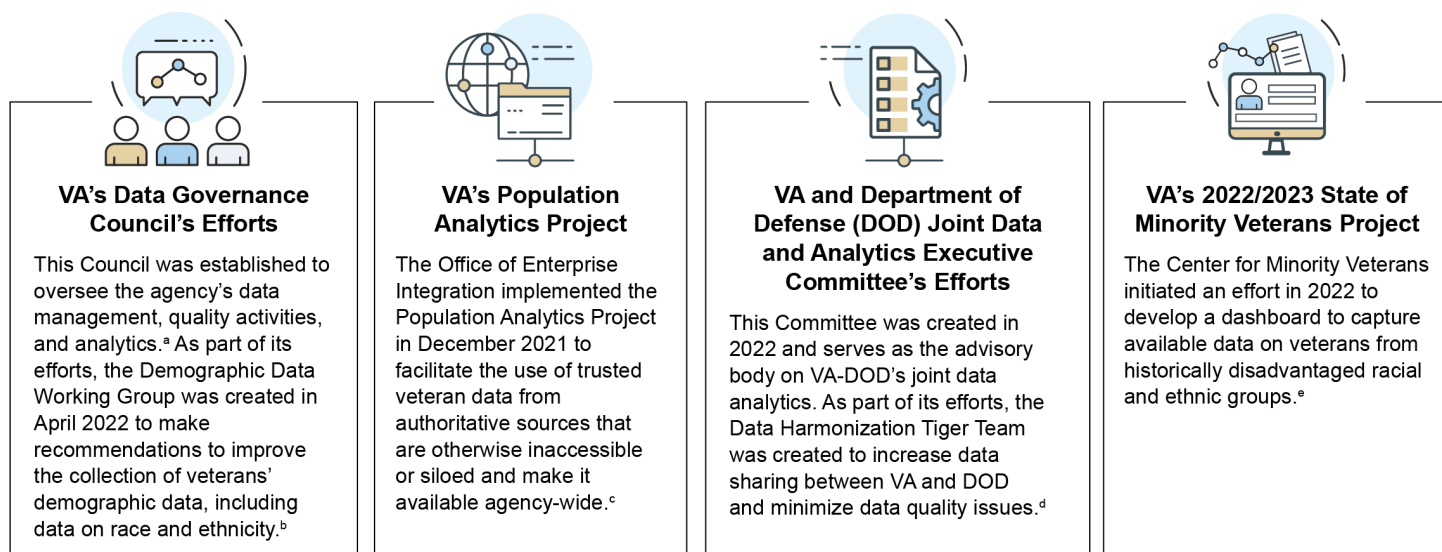 VA’s Data Governance
Council’s Efforts
This Council was established to
oversee the agency’s data
management, quality activities,
and analytics.ᵃ As part of its
efforts, the Demographic Data
Working Group was created in
April 2022 to make
recommendations to improve
the collection of veterans’
demographic data, including
data on race and ethnicity.ᵇ
VA’s Population
Analytics Project
The Office of Enterprise
Integration implemented the
Population Analytics Project
in December 2021 to
facilitate the use of trusted
veteran data from
authoritative sources that
are otherwise inaccessible
or siloed and make it
available agency-wide.ᶜ
VA and Department of
Defense (DOD) Joint Data
and Analytics Executive
Committee’s Efforts
This Committee was created in
2022 and serves as the advisory
body on VA-DOD’s joint data
analytics. As part of its efforts, the
Data Harmonization Tiger Team
was created to increase data
sharing between VA and DOD
and minimize data quality issues.ᵈ
VA’s 2022/2023 State of
Minority Veterans Project
The Center for Minority Veterans
initiated an effort in 2022 to
develop a dashboard to capture
available data on veterans from
historically disadvantaged racial
and ethnic groups.ᵉ